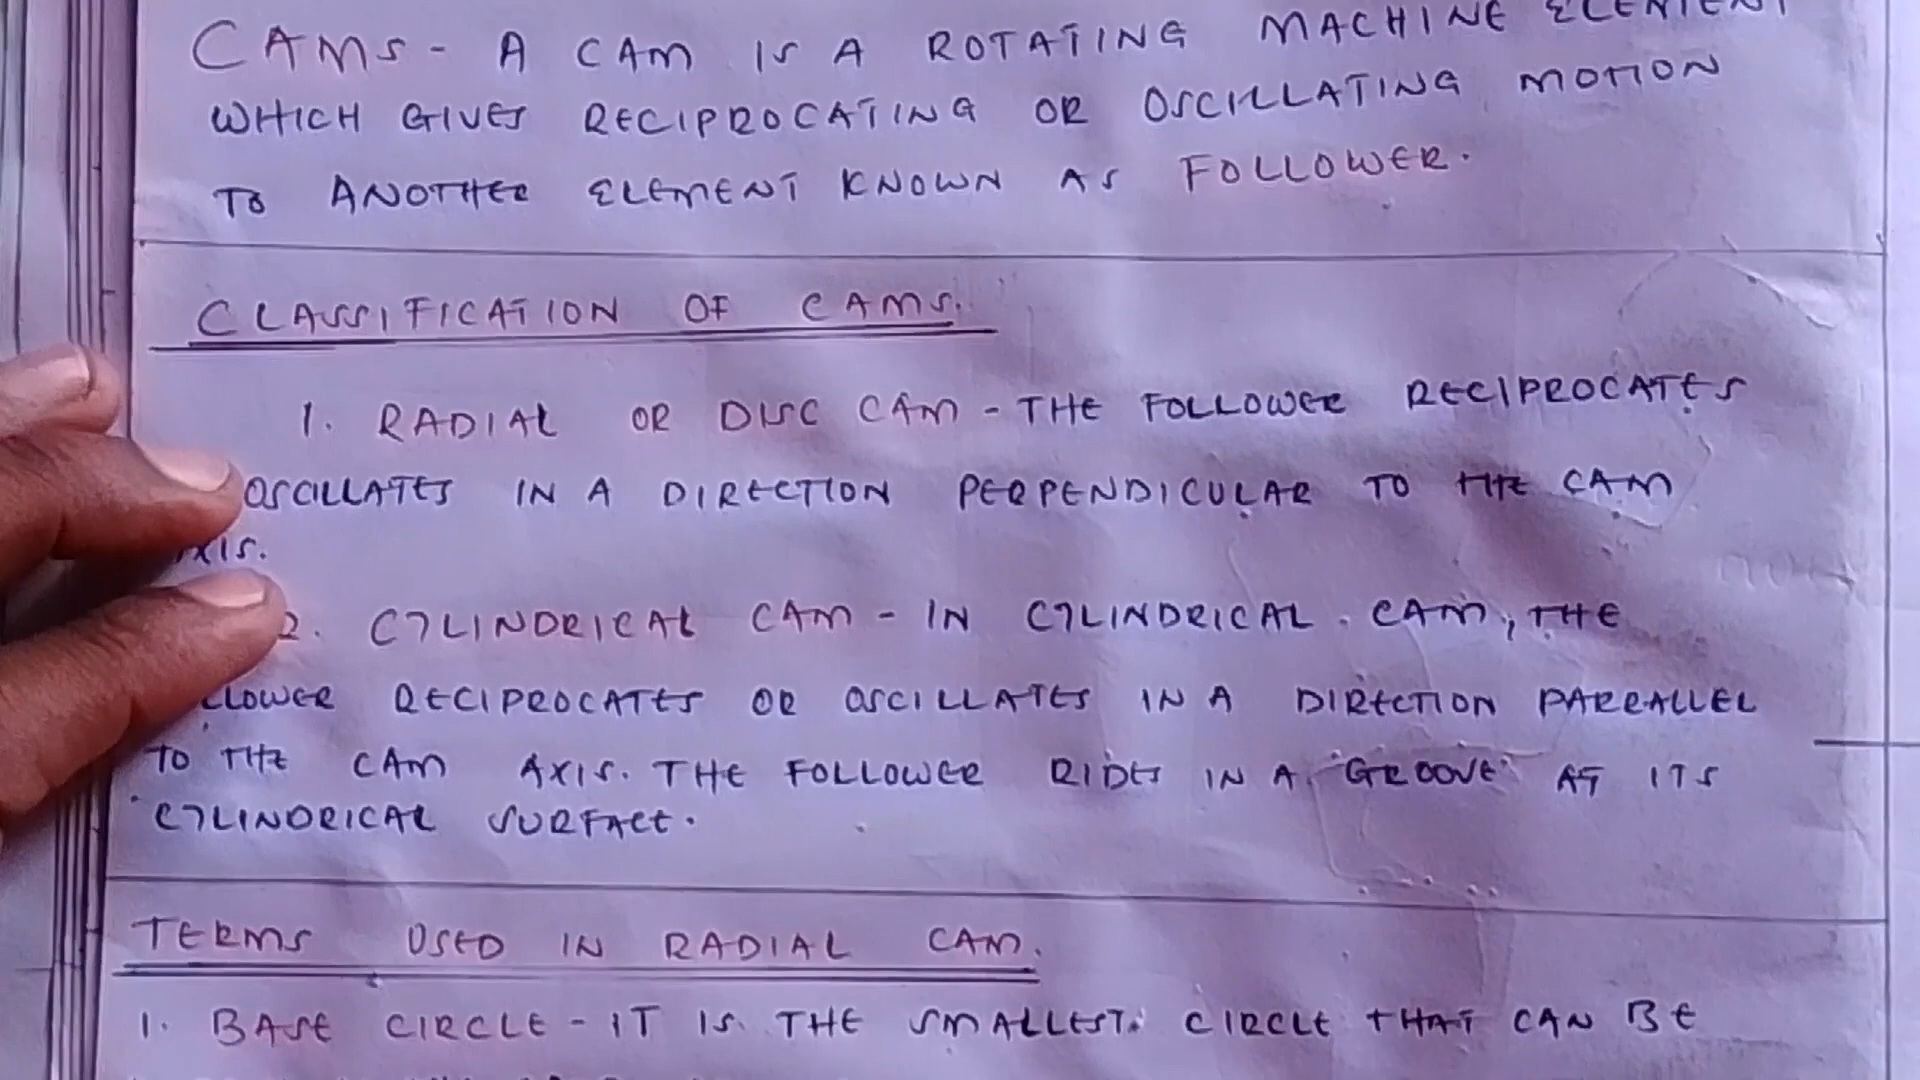 CAMS - A CAM IS A ROTATING MACHINE ELEMENT
WHICH GIVES RECIPROCATING OR OSCILLATING MOTION
TO ANOTHER ELEMENT KNOWN AS FOLLOWER.
CLASSIFICATION OF CAMS.
1. RADIAL OR DISC CAM - THE FOLLOWER RECIPROCATES
OSCILLATES IN A DIRECTION PERPENDICULAR TO THE CAM
XIS.
2. CYLINDRICAL CAM - IN CYLINDRICAL CAM, THE
LLOWER RECIPROCATES OR OSCILLATES IN A DIRECTION PARRALLEL
TO THE CAM AXIS. THE FOLLOWER RIDES IN A GROOVE AT ITS
CYLINDRICAL SURFACE.
TERMS USED IN RADIAL CAM.
1. BASE CIRCLE - IT IS THE SMALLEST CIRCLE THAT CAN BE